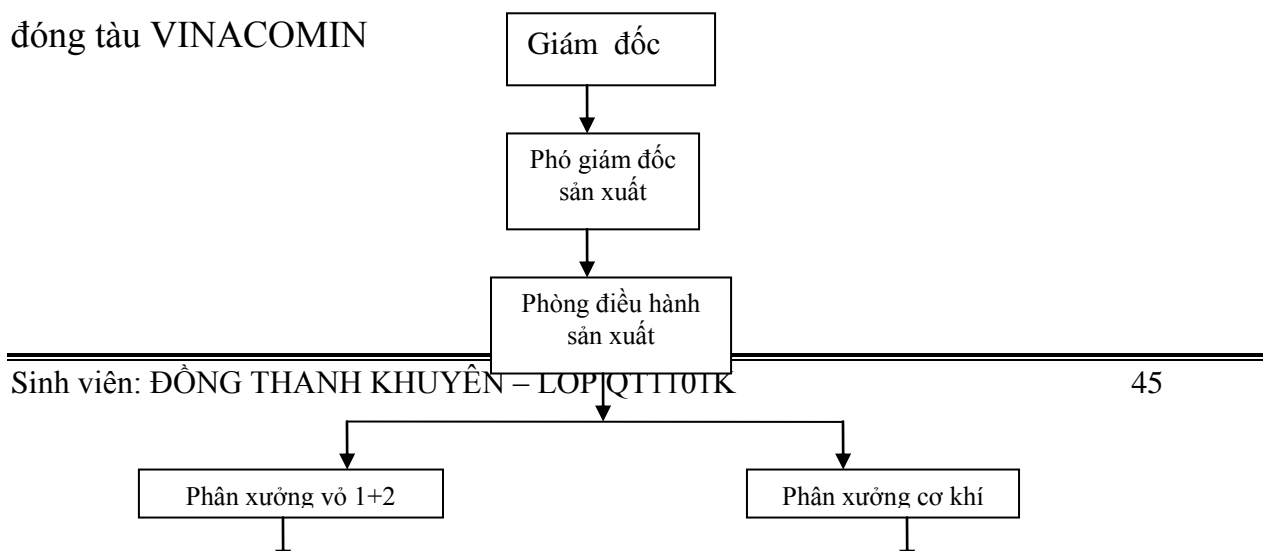 đóng tàu VINACOMIN
Giám đốc
Phó giám đốc
sản xuất
Phòng điều hành
sản xuất
Sinh viên: ĐỒNG THANH KHUYÊN – LỚP QT1101K 45
Phân xưởng vỏ 1+2
Phân xưởng cơ khí